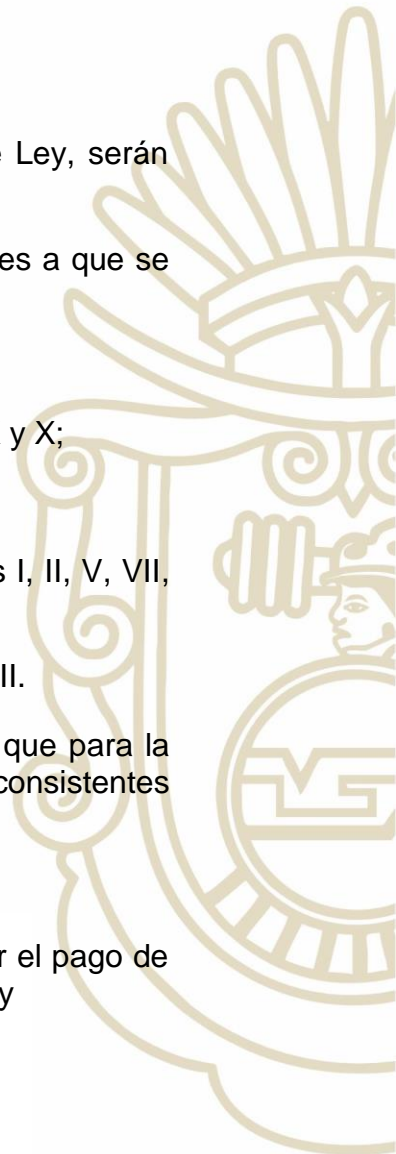 Ley, serán
es a que se
y X;
s I, II, V, VII,
II.
que para la
consistentes
r el pago de
y